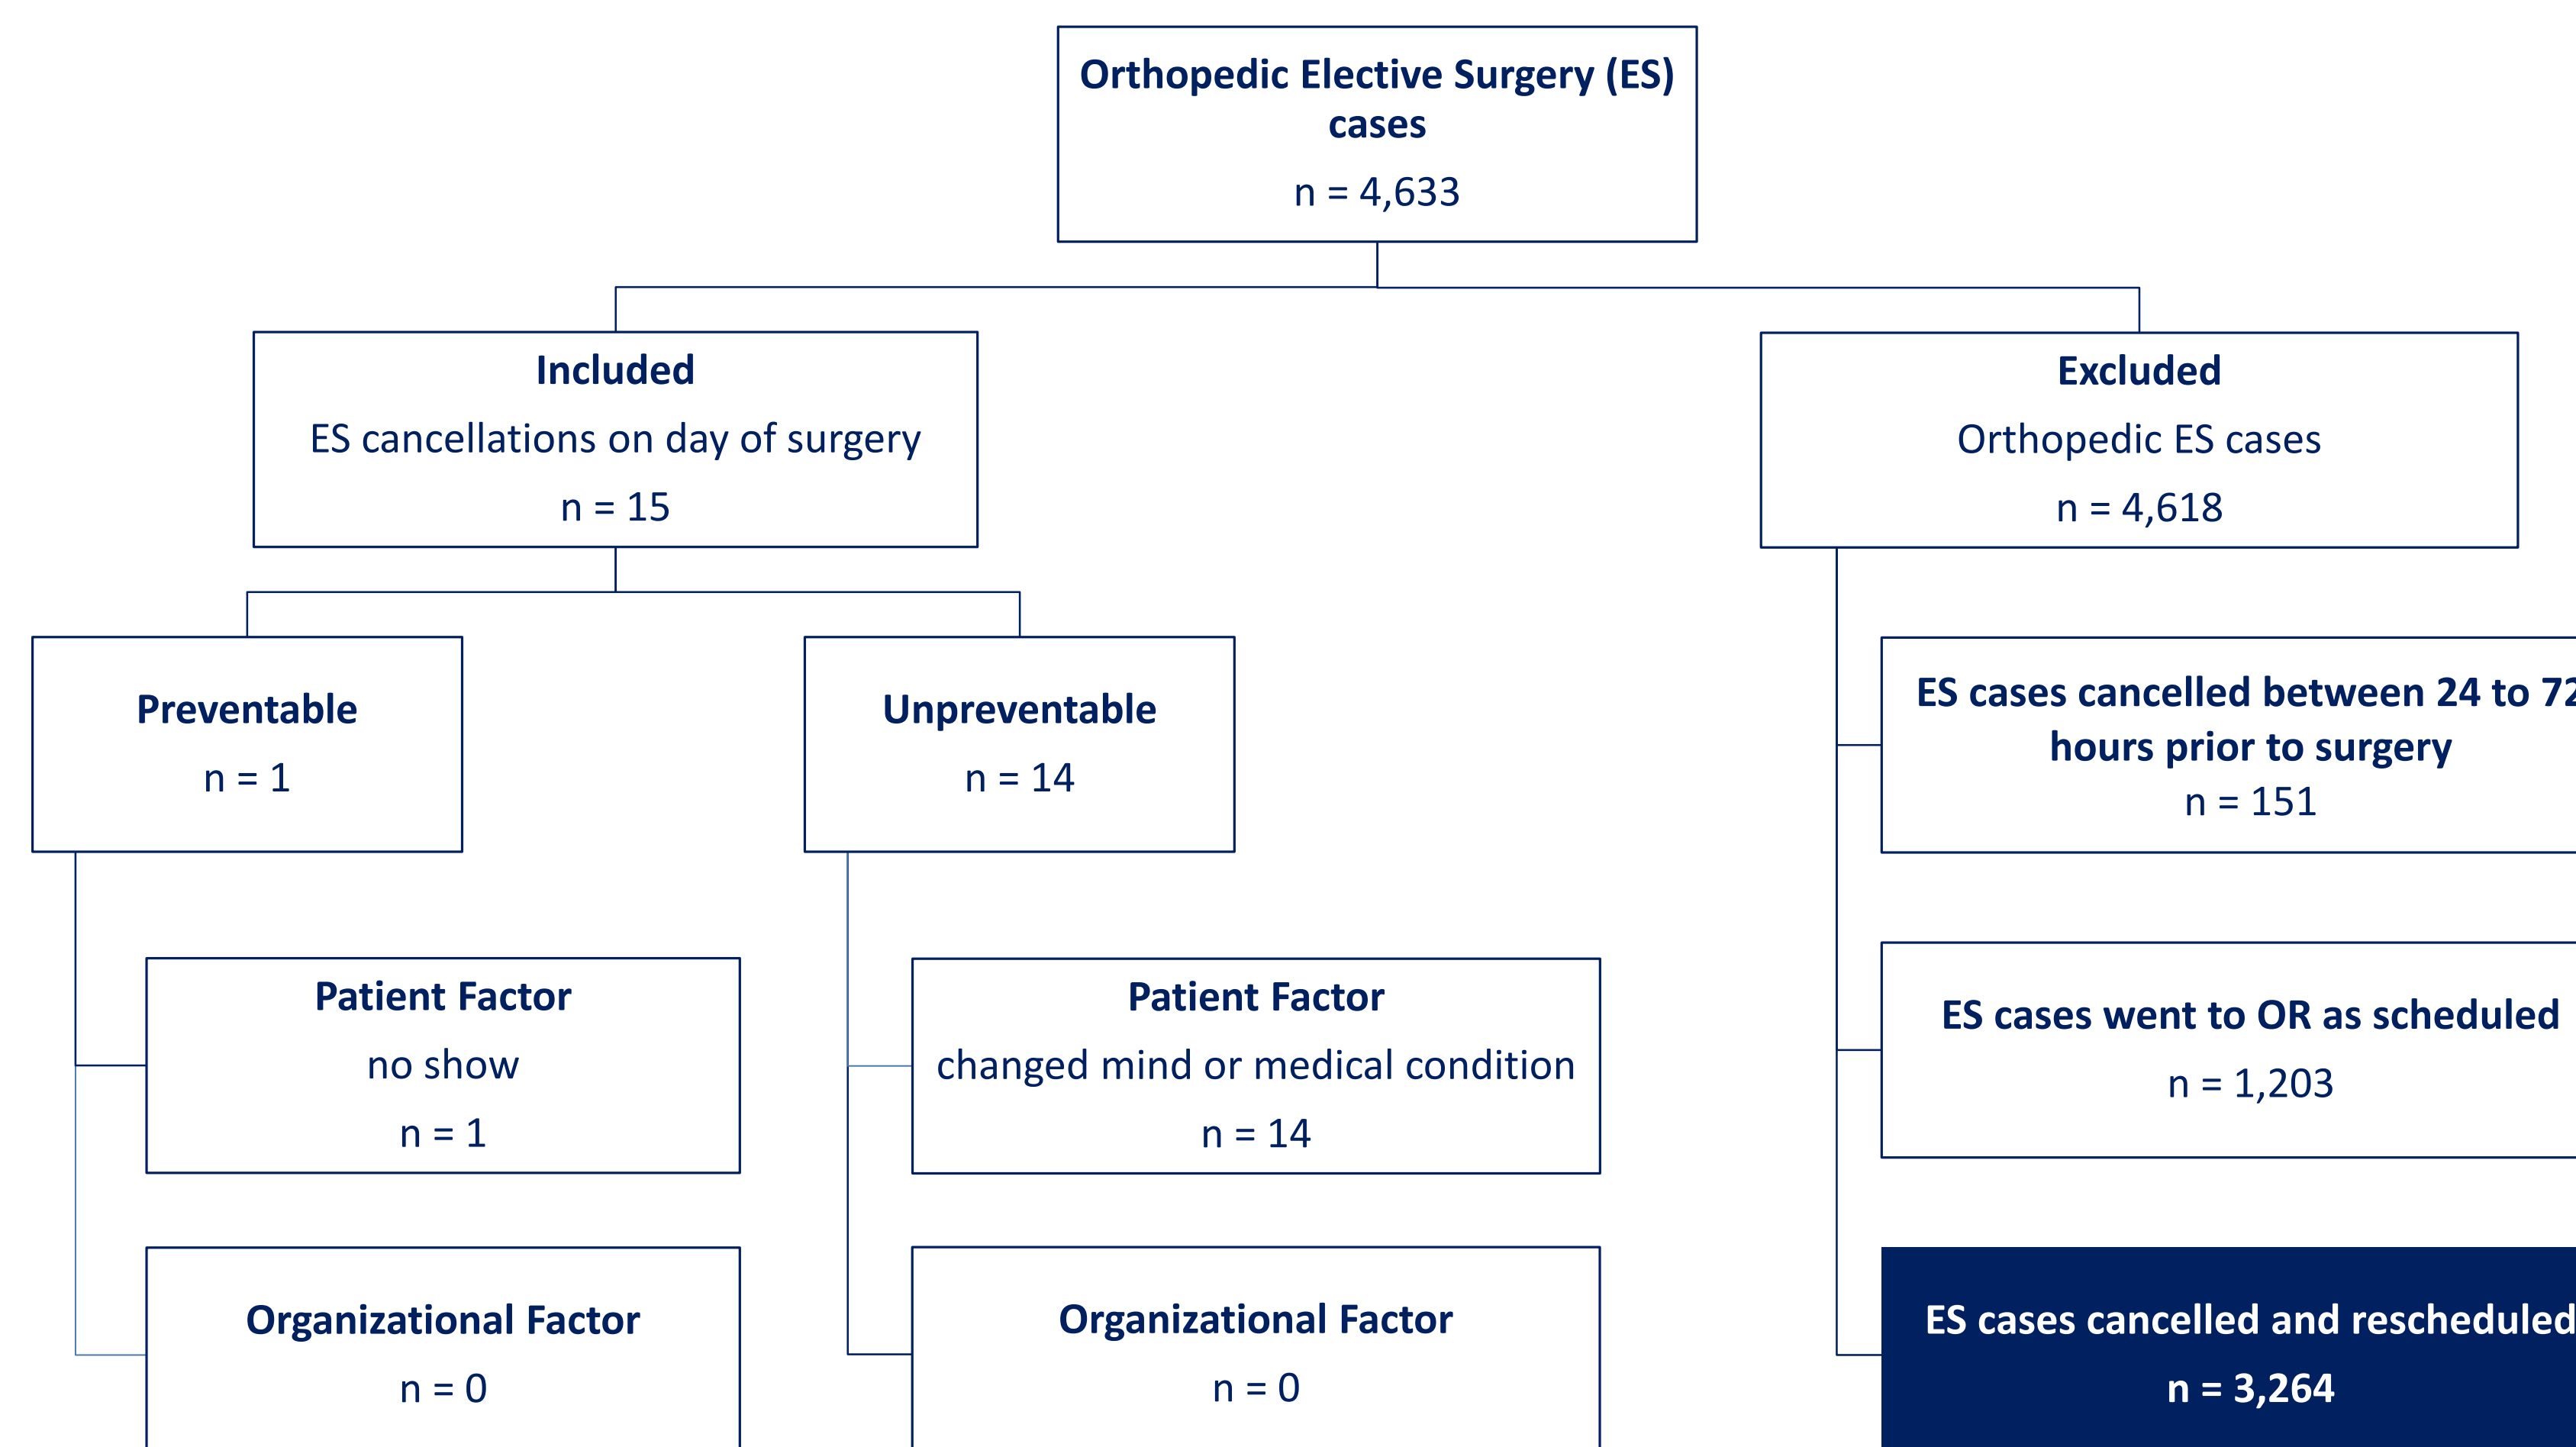 Orthopedic Elective Surgery (ES)
cases
n = 4,633
Included
ES cancellations on day of surgery
n = 15
Excluded
Orthopedic ES cases
n = 4,618
Preventable
n = 1
Unpreventable
n = 14
ES cases cancelled between 24 to 72
hours prior to surgery
n = 151
Patient Factor
no show
n = 1
Patient Factor
changed mind or medical condition
n = 14
ES cases went to OR as scheduled
n = 1,203
Organizational Factor
n = 0
Organizational Factor
n = 0
ES cases cancelled and rescheduled
n = 3,264